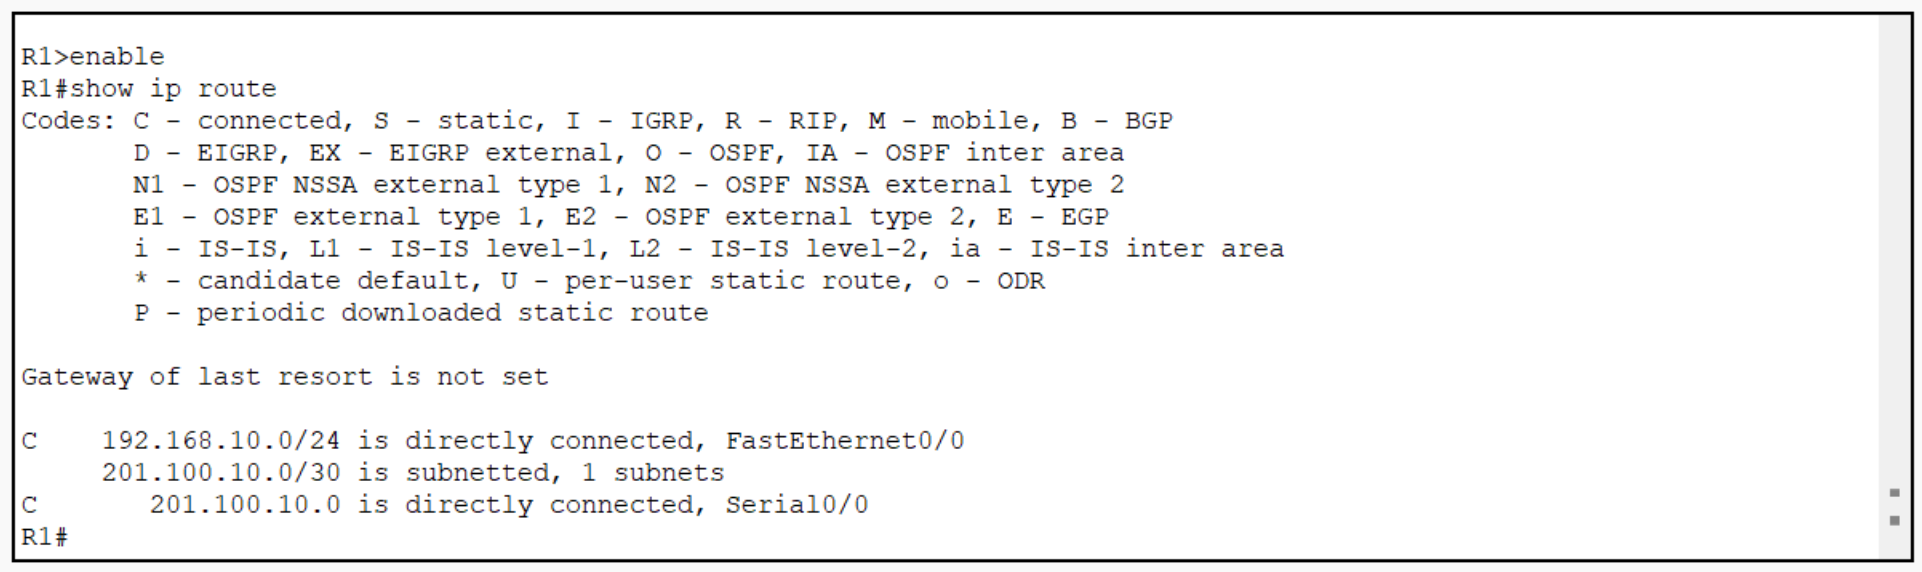 R1>enable
R1#show ip route
Codes: C - connected, S - static, I - IGRP, R - RIP, M - mobile, B - BGP
       D - EIGRP, EX - EIGRP external, O - OSPF, IA - OSPF inter area
       N1 - OSPF NSSA external type 1, N2 - OSPF NSSA external type 2
       E1 - OSPF external type 1, E2 - OSPF external type 2, E - EGP
       i - IS-IS, L1 - IS-IS level-1, L2 - IS-IS level-2, ia - IS-IS inter area
       * - candidate default, U - per-user static route, o - ODR
       P - periodic downloaded static route
Gateway of last resort is not set
C    192.168.10.0/24 is directly connected, FastEthernet0/0
     201.100.10.0/30 is subnetted, 1 subnets
C       201.100.10.0 is directly connected, Serial0/0
R1#